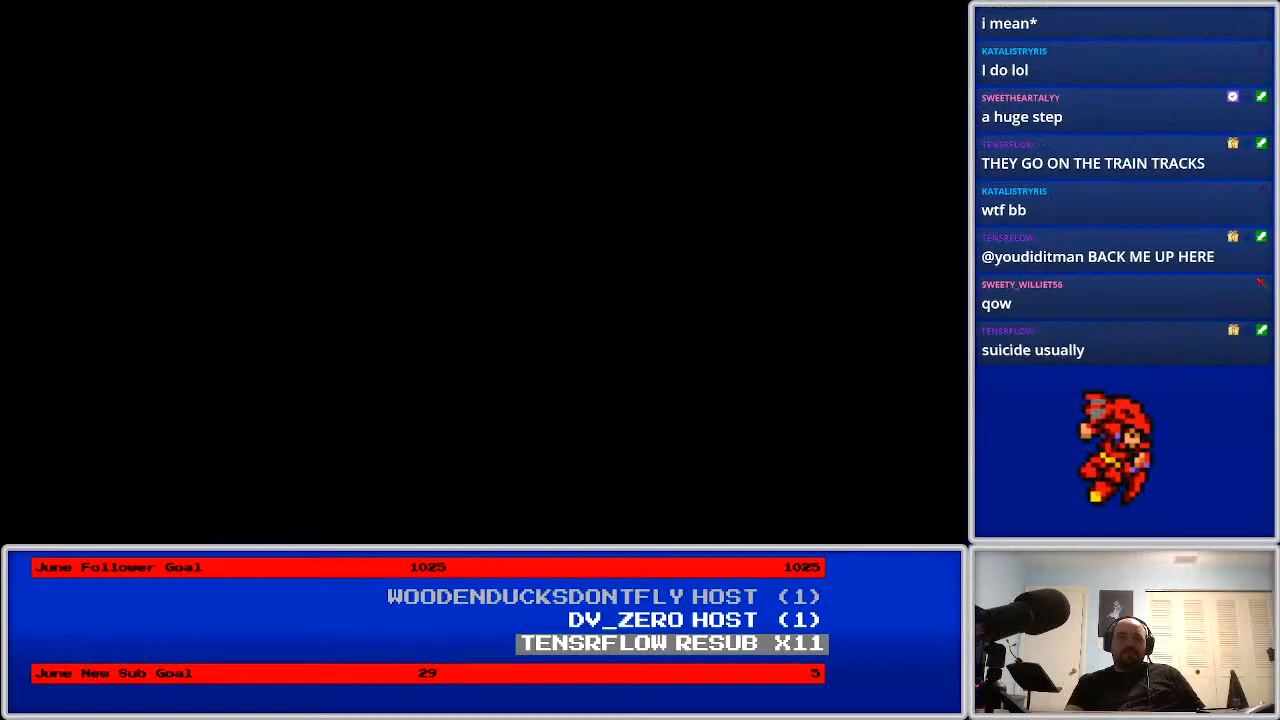 i mean*
KATALISTRYRIS
I do lol
SWEETHEARTALYY
a huge step
TENSRFLOW
THEY GO ON THE TRAIN TRACKS
KATALISTRYRIS
wtf bb
TENSRFLOW
@youdiditman BACK ME UP HERE
SWEETY_WILLIET56
qow
TENSRFLOW
suicide usually
June Follower Goal 1025 1025
WOODENDUCKSDONTFLY HOST (1)
DV_ZERO HOST (1)
TENSRFLOW RESUB X11
June New Sub Goal 29 5